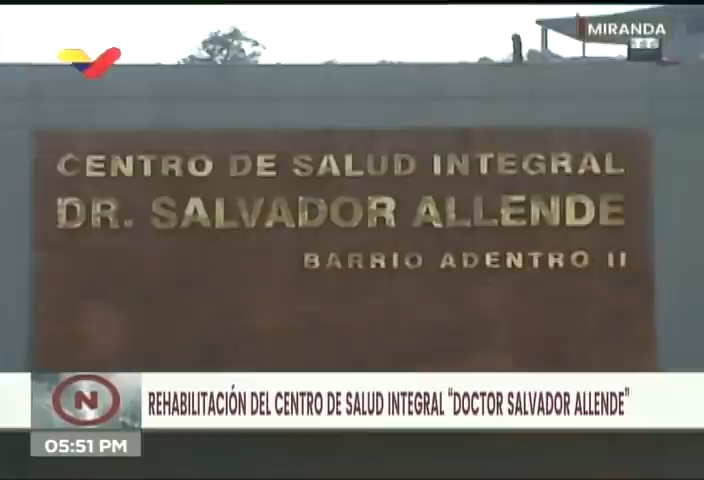 MIRANDA
CENTRO DE SALUD INTEGRAL
DR. SALVADOR ALLENDE
BARRIO ADENTRO II
N
REHABILITACIÓN DEL CENTRO DE SALUD INTEGRAL "DOCTOR SALVADOR ALLENDE"
05:51 PM